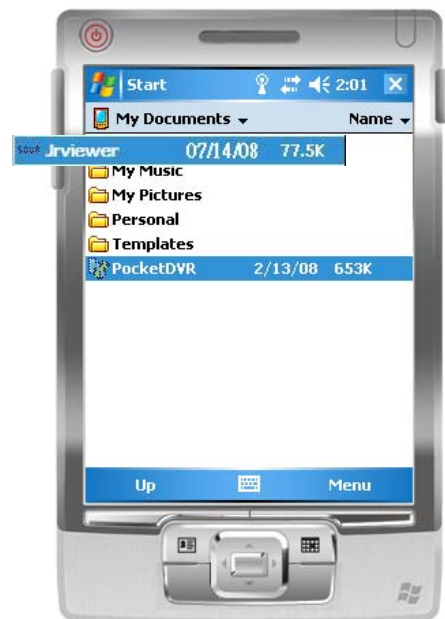 Start 2:01
My Documents Name
Jrviewer 07/14/08 77.5K
My Music
My Pictures
Personal
Templates
PocketDVR 2/13/08 653K
Up Menu